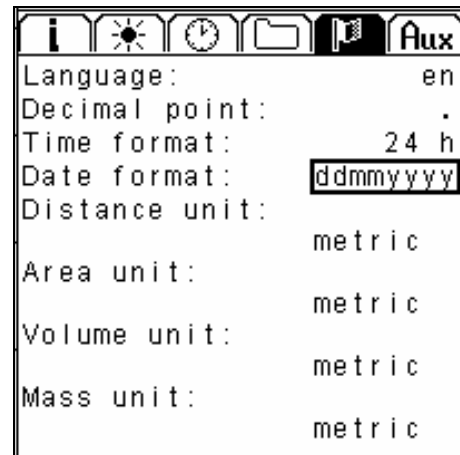 i Aux
Language: en
Decimal point: .
Time format: 24 h
Date format: ddmmyyyy
Distance unit:
metric
Area unit:
metric
Volume unit:
metric
Mass unit:
metric